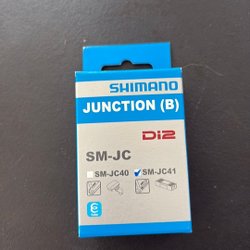 SHIMANO
JUNCTION (B)
Di2
SM-JC
SM-JC40 SM-JC41